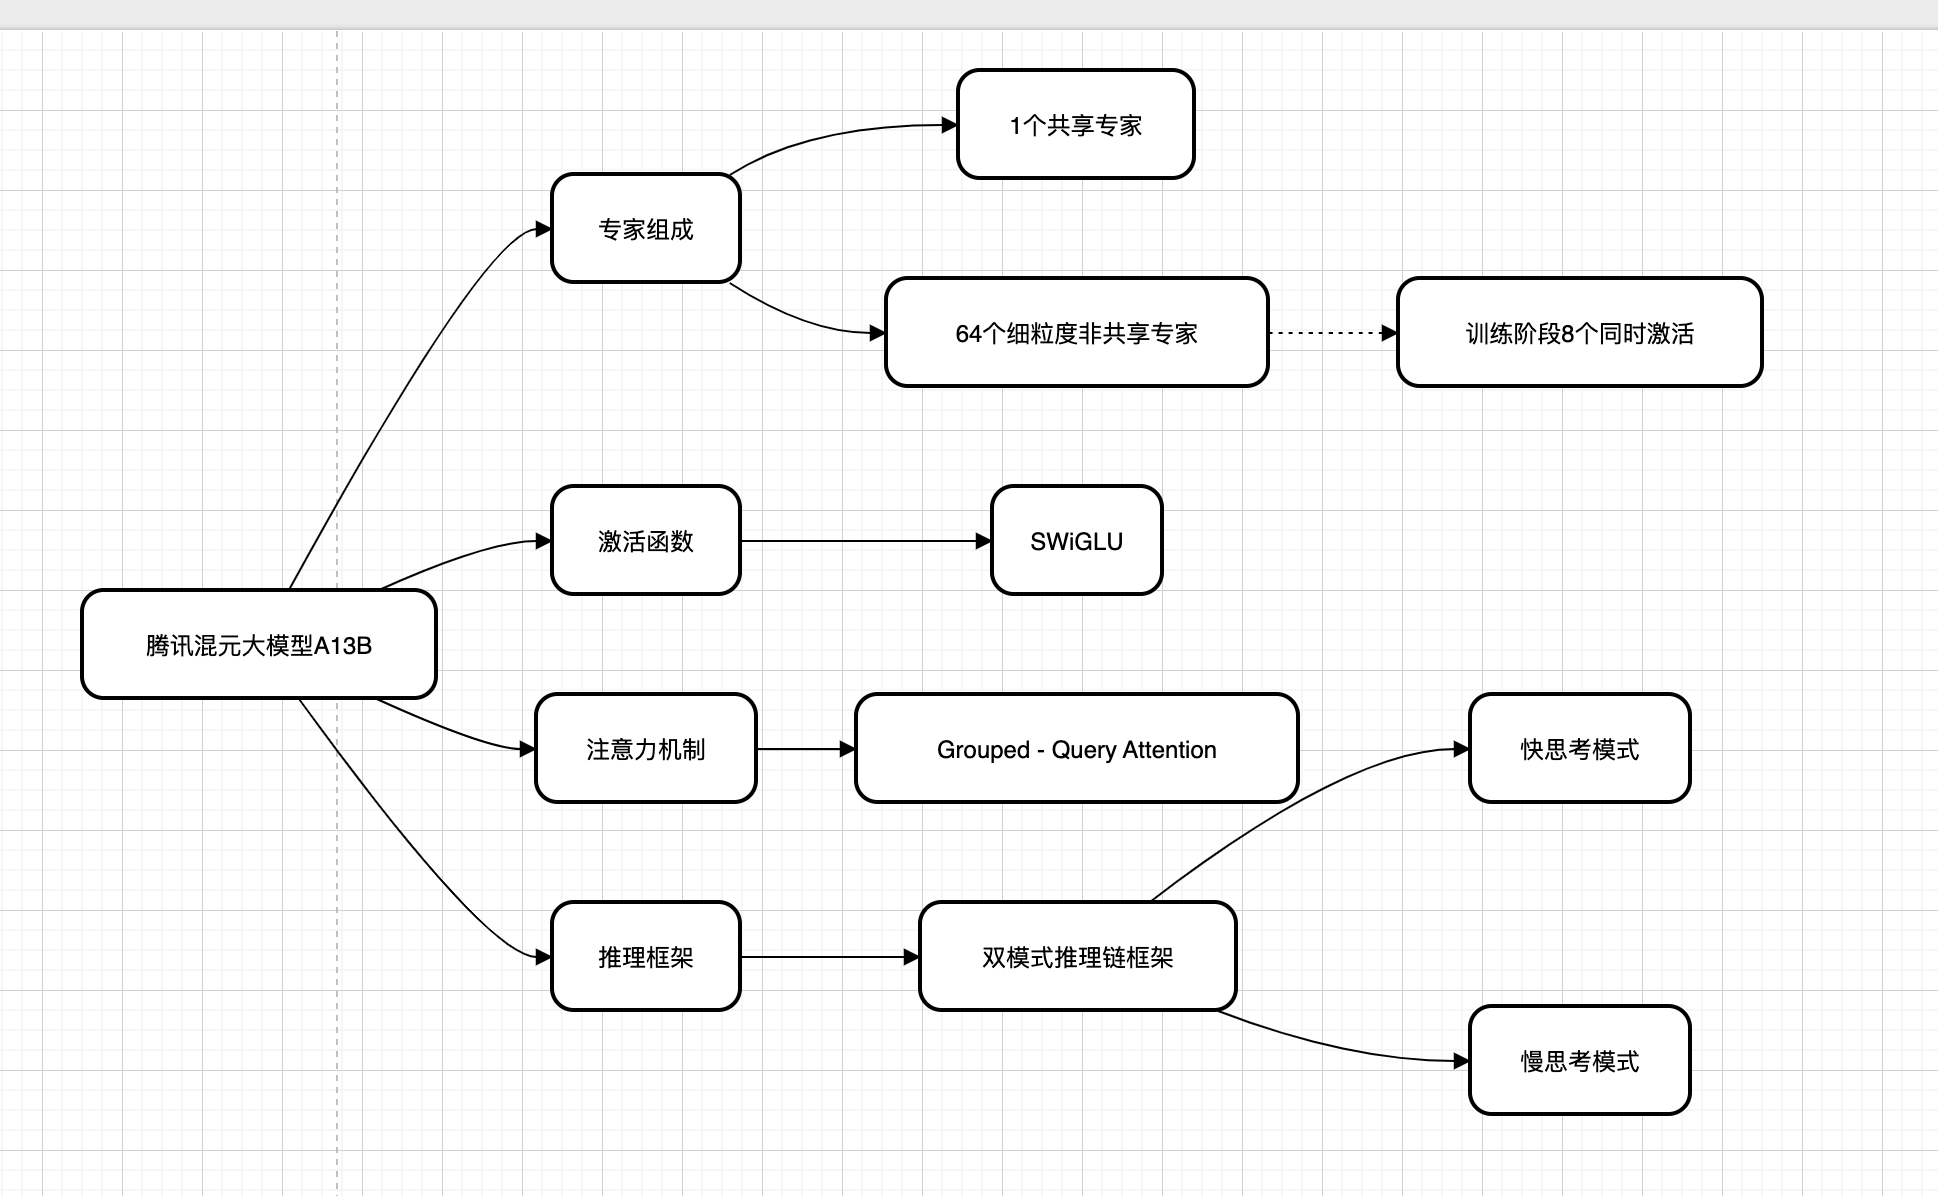 1个共享专家
专家组成
64个细粒度非共享专家
训练阶段8个同时激活
激活函数
SWiGLU
腾讯混元大模型A13B
注意力机制
Grouped - Query Attention
快思考模式
推理框架
双模式推理链框架
慢思考模式